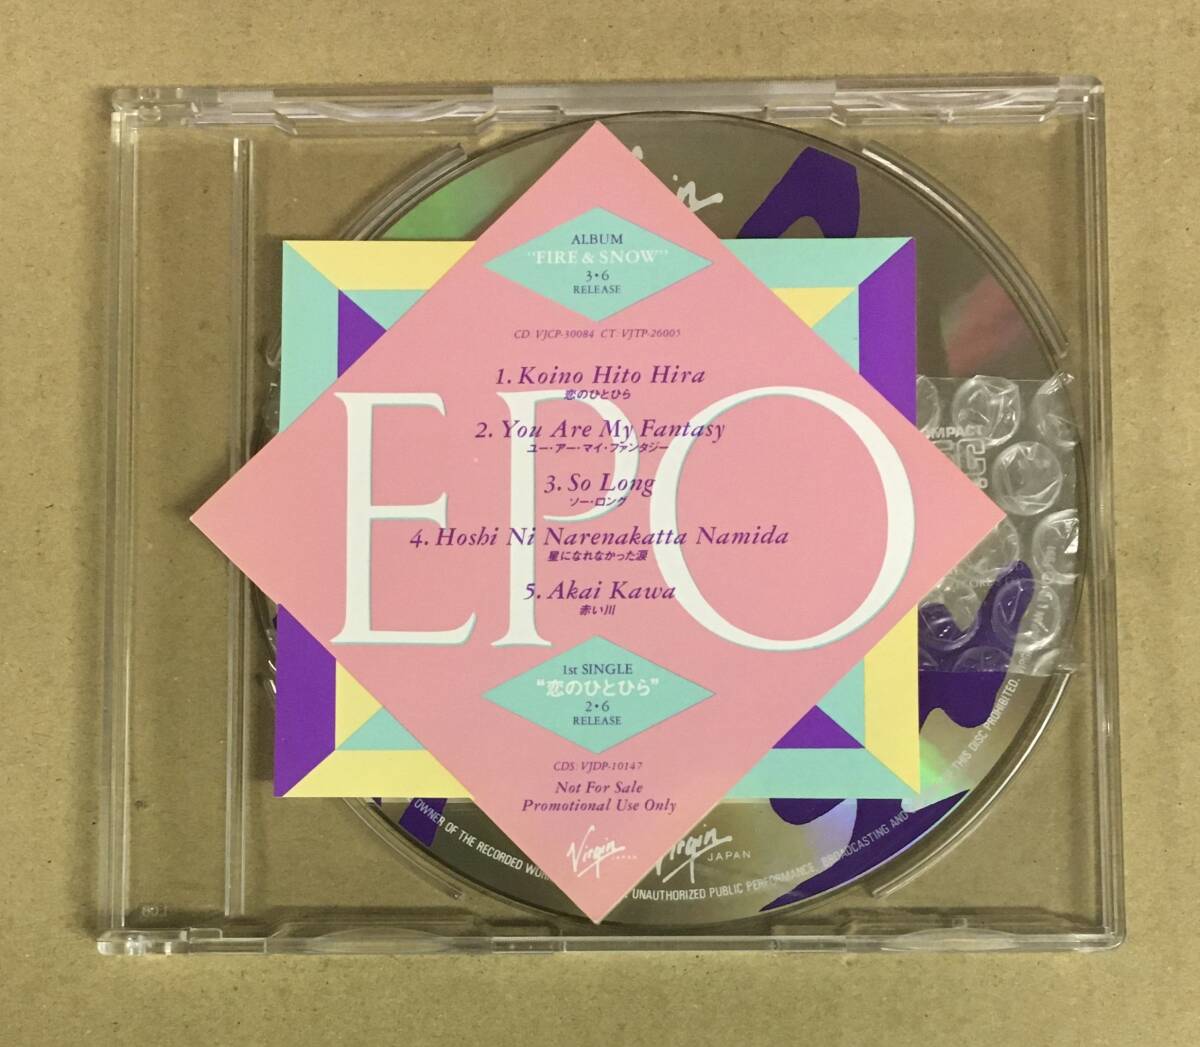 ALBUM
"FIRE & SNOW"
3・6
RELEASE
CD: VJCP-30084 CT: VJTP-26005
1. Koino Hito Hira
恋のひとひら
2. You Are My Fantasy
ユー・アー・マイ・ファンタジー
3. So Long
ソー・ロング
4. Hoshi Ni Narenakatta Namida
星になれなかった涙
5. Akai Kawa
赤い川
EPO
1st SINGLE
“恋のひとひら”
2・6
RELEASE
CDS: VJDP-10147
Not For Sale
Promotional Use Only
Virgin
JAPAN
Virgin
JAPAN
OWNER OF THE RECORDED
UNAUTHORIZED PUBLIC PERFORMANCE, BROADCASTING AND
THIS DISC PROHIBITED.